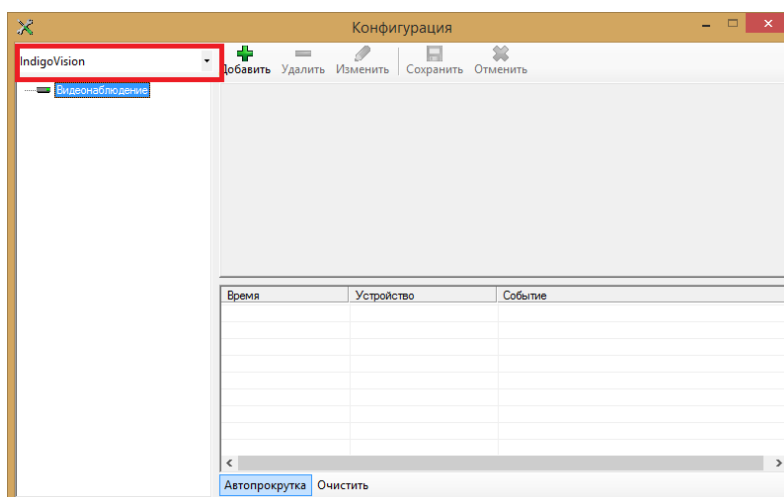 Конфигурация
IndigoVision
Добавить Удалить Изменить Сохранить Отменить
Видеонаблюдение
Время Устройство Событие
Автопрокрутка Очистить